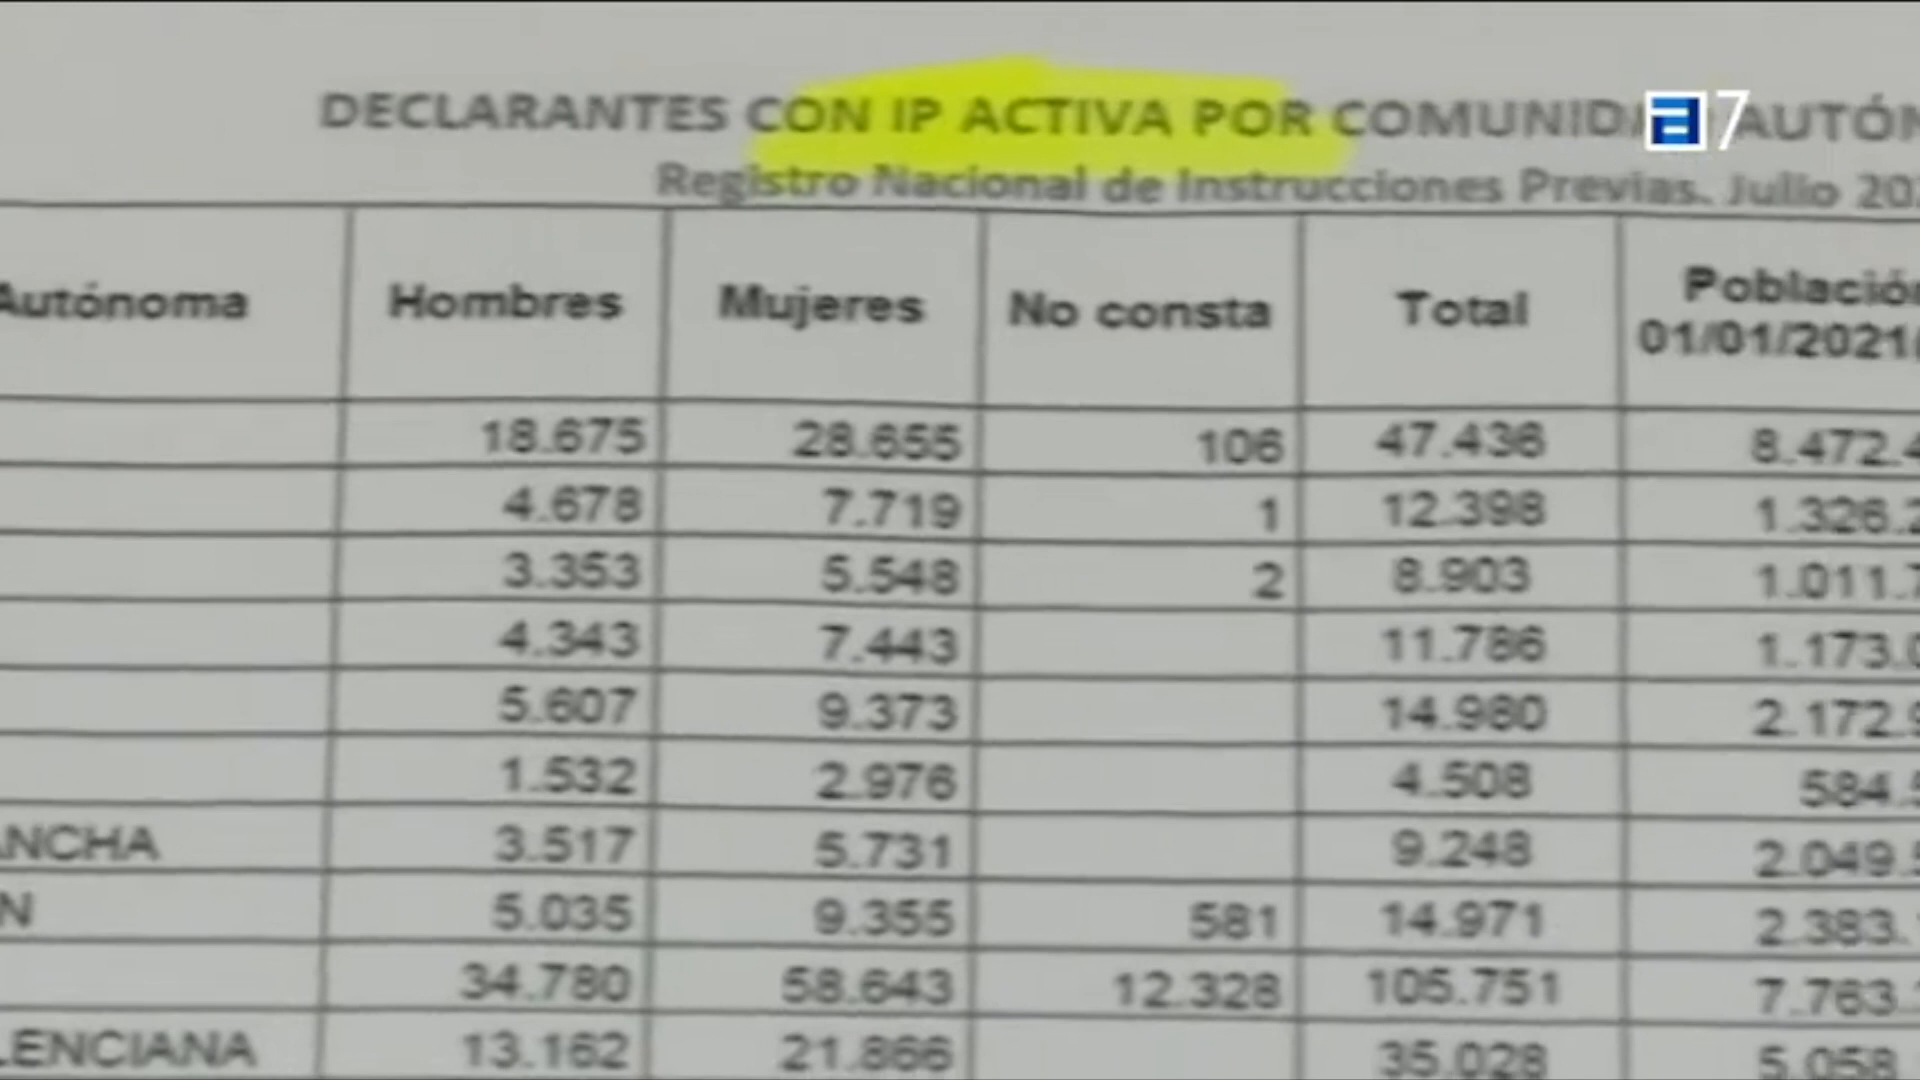 DECLARANTES CON IP ACTIVA POR COMUNIDA AUTÓN
a7
Registro Nacional de Instrucciones Previas. Julio 202
Autónoma Hombres Mujeres No consta Total Población
01/01/2021(
18.675 28.655 106 47.436 8.472.4
4.678 7.719 1 12.398 1.326.2
3.353 5.548 2 8.903 1.011.7
4.343 7.443 11.786 1.173.0
5.607 9.373 14.980 2.172.9
1.532 2.976 4.508 584.5
ANCHA 3.517 5.731 9.248 2.049.5
N 5.035 9.355 581 14.971 2.383.
34.780 58.643 12.328 105.751 7.763.
LENCIANA 13.162 21.866 35.028 5.058